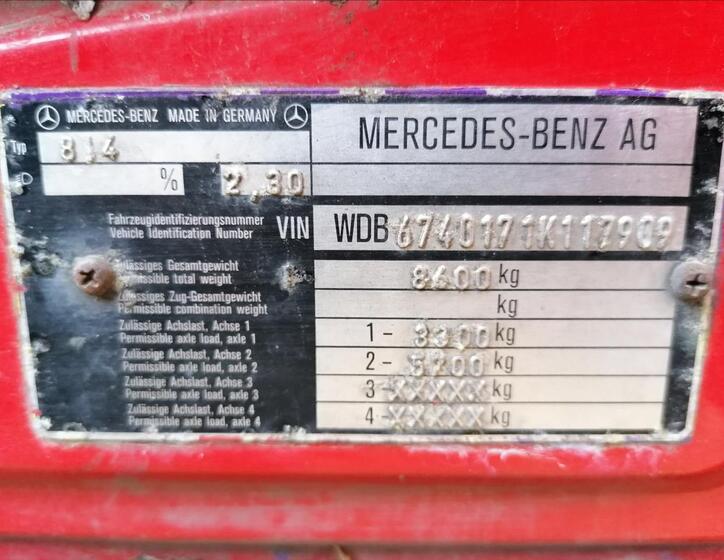 MERCEDES-BENZ MADE IN GERMANY
MERCEDES-BENZ AG
Typ 814
% 2,30
Fahrzeugidentifizierungsnummer
Vehicle Identification Number
VIN WDB6740171K117909
Zulässiges Gesamtgewicht
Permissible total weight
8600 kg
Zulässiges Zug-Gesamtgewicht
Permissible combination weight
kg
Zulässige Achslast, Achse 1
Permissible axle load, axle 1
1- 3300 kg
Zulässige Achslast, Achse 2
Permissible axle load, axle 2
2- 5200 kg
Zulässige Achslast, Achse 3
Permissible axle load, axle 3
3-XXXXX kg
Zulässige Achslast, Achse 4
Permissible axle load, axle 4
4-XXXXX kg